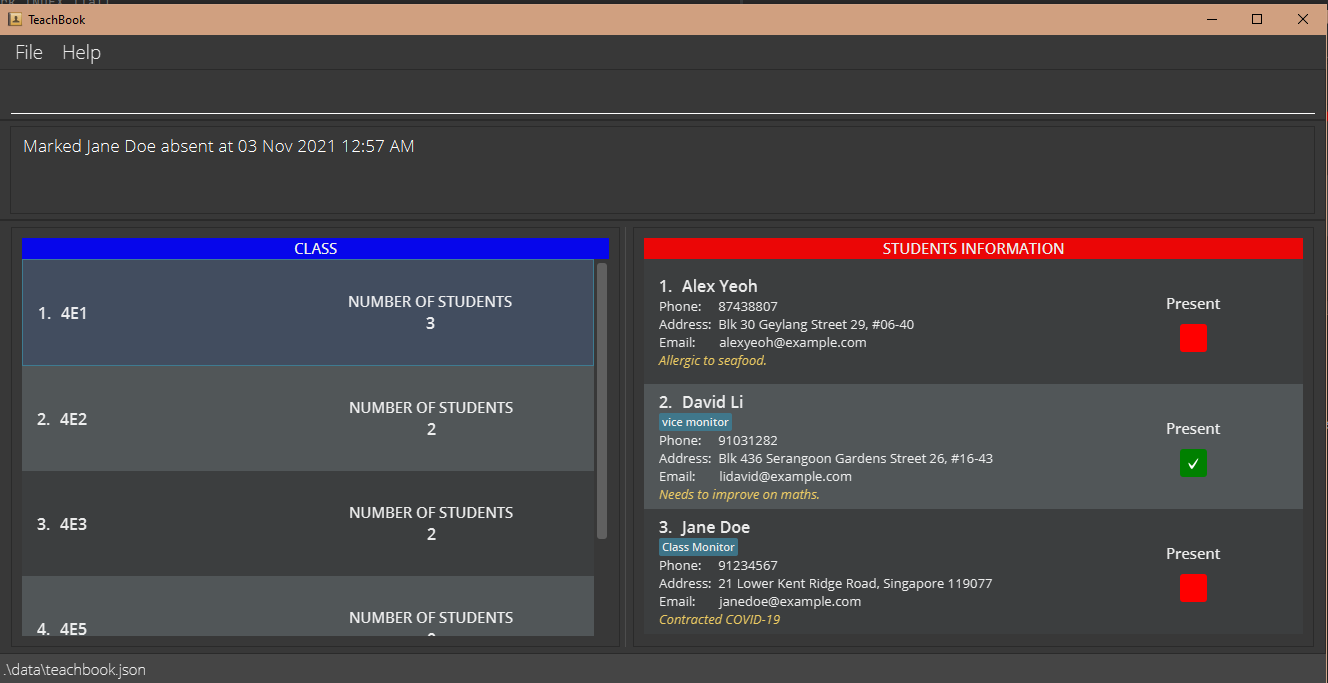 TeachBook
File Help
Marked Jane Doe absent at 03 Nov 2021 12:57 AM
CLASS
1. 4E1
NUMBER OF STUDENTS
3
2. 4E2
NUMBER OF STUDENTS
2
3. 4E3
NUMBER OF STUDENTS
2
4. 4E5
NUMBER OF STUDENTS
STUDENTS INFORMATION
1. Alex Yeoh
Phone: 87438807
Address: Blk 30 Geylang Street 29, #06-40
Email: alexyeoh@example.com
Allergic to seafood.
Present
2. David Li
vice monitor
Phone: 91031282
Address: Blk 436 Serangoon Gardens Street 26, #16-43
Email: lidavid@example.com
Needs to improve on maths.
Present
3. Jane Doe
Class Monitor
Phone: 91234567
Address: 21 Lower Kent Ridge Road, Singapore 119077
Email: janedoe@example.com
Contracted COVID-19
Present
.\data\teachbook.json